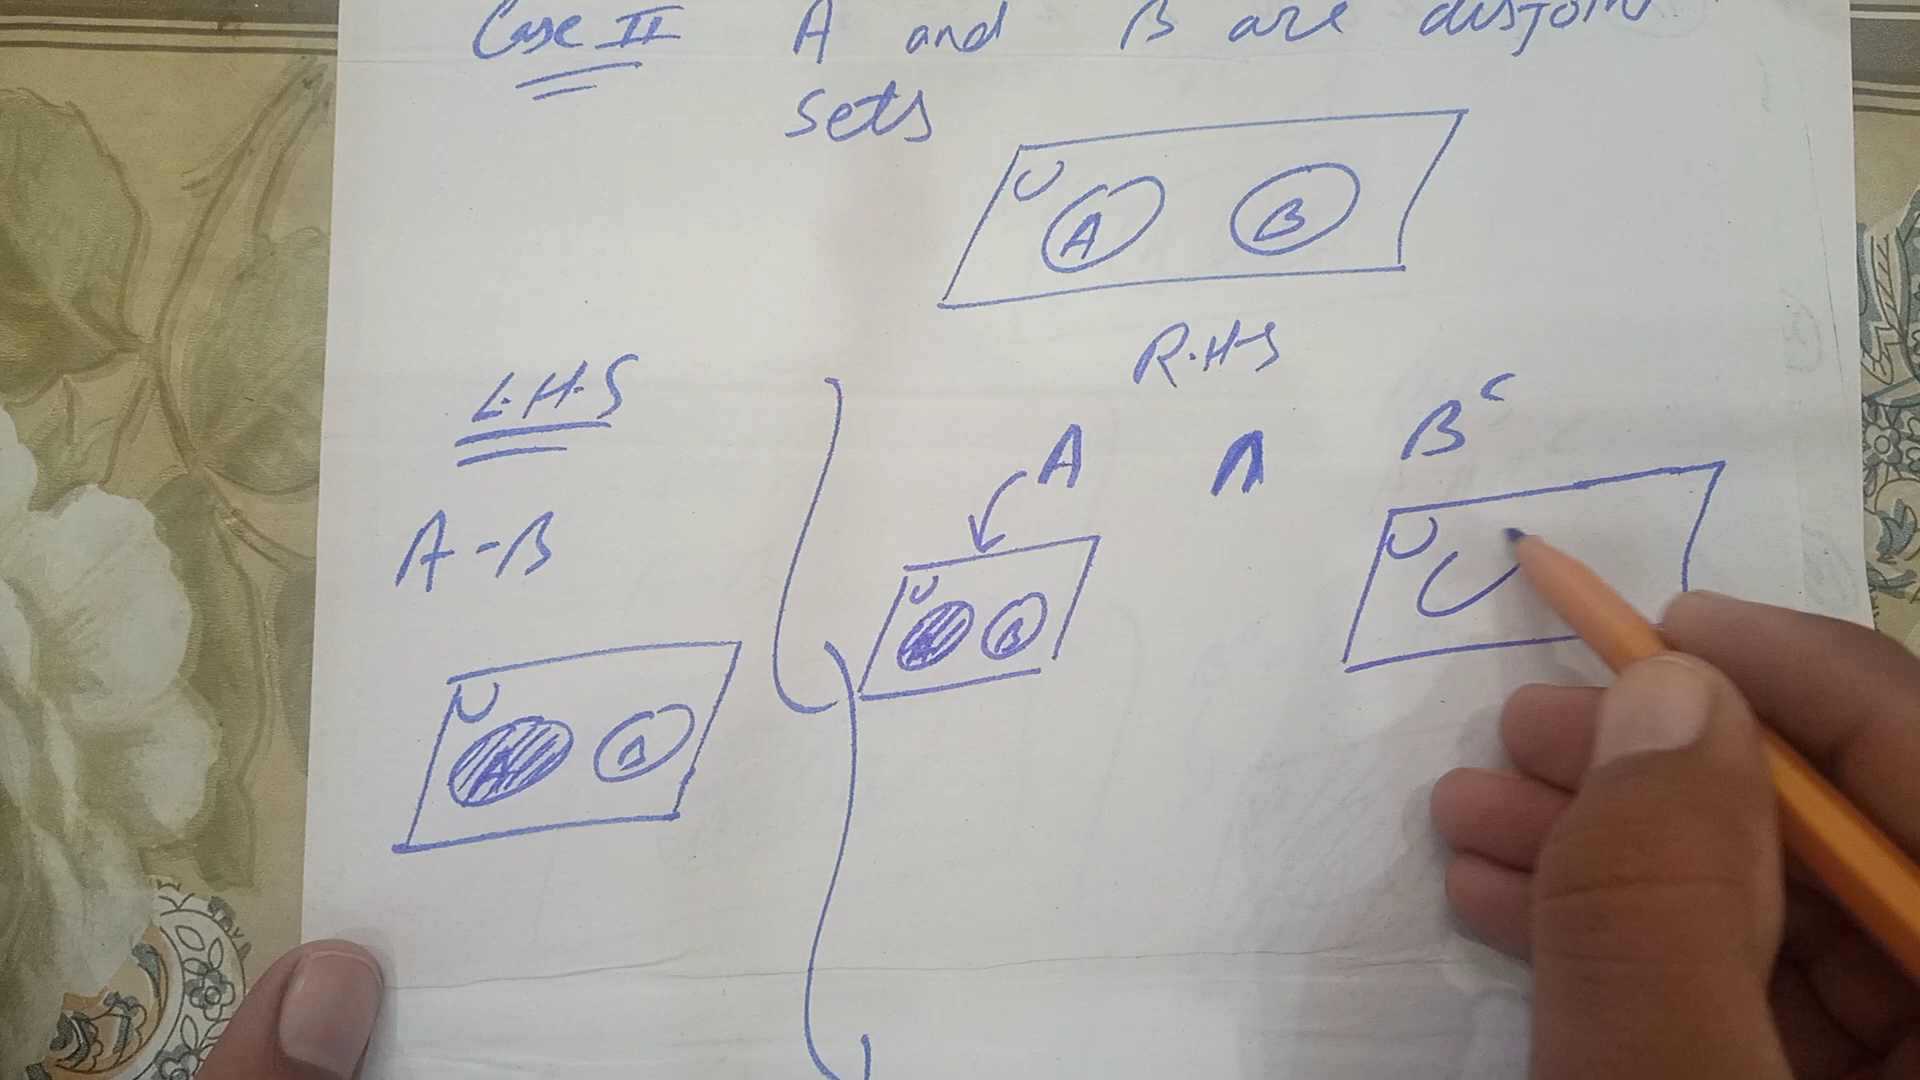 Case II A and B are disjoint
sets
U A B
R.H.S
L.H.S
A ∩ B^c
A - B
U
U B
U A B